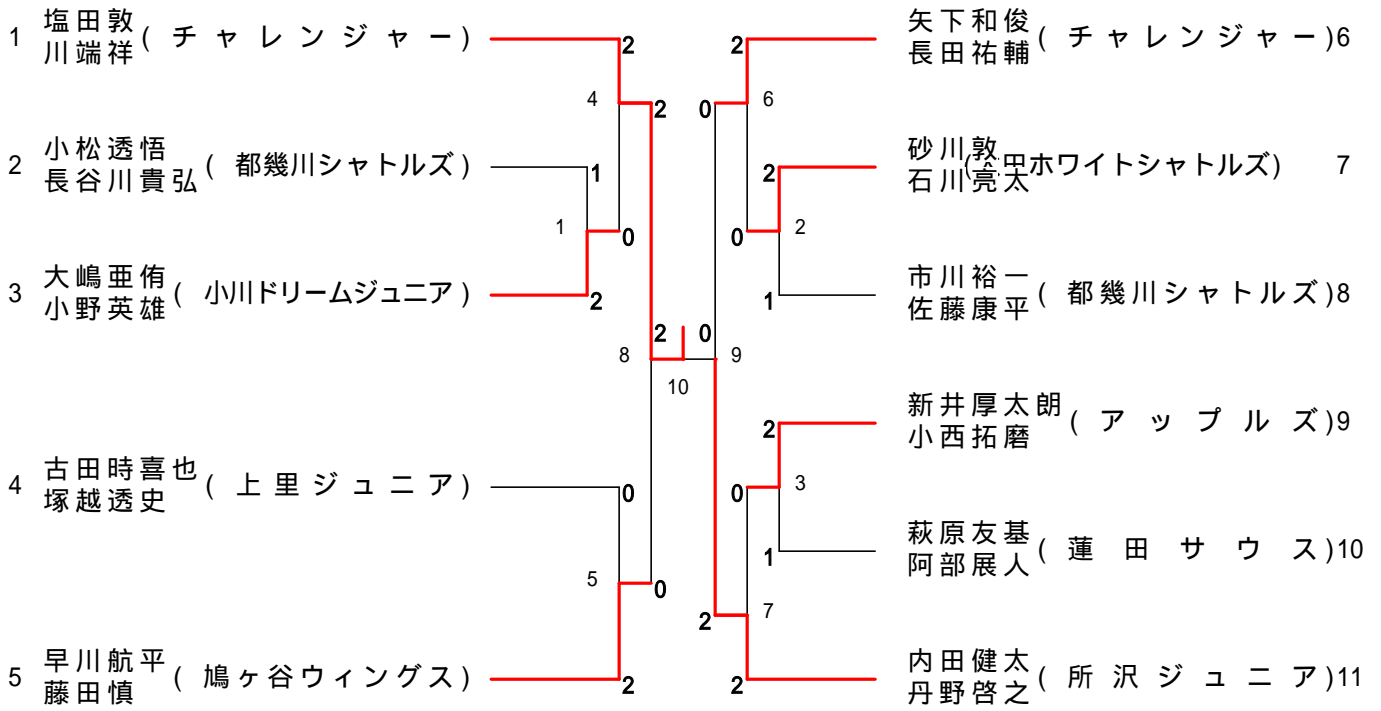 1 塩田敦 川端祥 (チャレンジャー)
2 小松透悟 長谷川貴弘 (都幾川シャトルズ)
3 大嶋亜侑 小野英雄 (小川ドリームジュニア)
4 古田時喜也 塚越透史 (上里ジュニア)
5 早川航平 藤田慎 (鳩ヶ谷ウィングス)
2
4
2
1
1
0
2
2
8
10
0
5
0
2
矢下和俊 長田祐輔 (チャレンジャー)6
砂川敦 石川亮太 ホワイトシャトルズ) 7
市川裕一 佐藤康平 (都幾川シャトルズ)8
新井厚太朗 小西拓磨 (アップルズ)9
萩原友基 阿部展人 (蓮田サウス)10
内田健太 丹野啓之 (所沢ジュニア)11
2
0
6
2
0
2
1
0
9
2
0
3
1
2
7
2